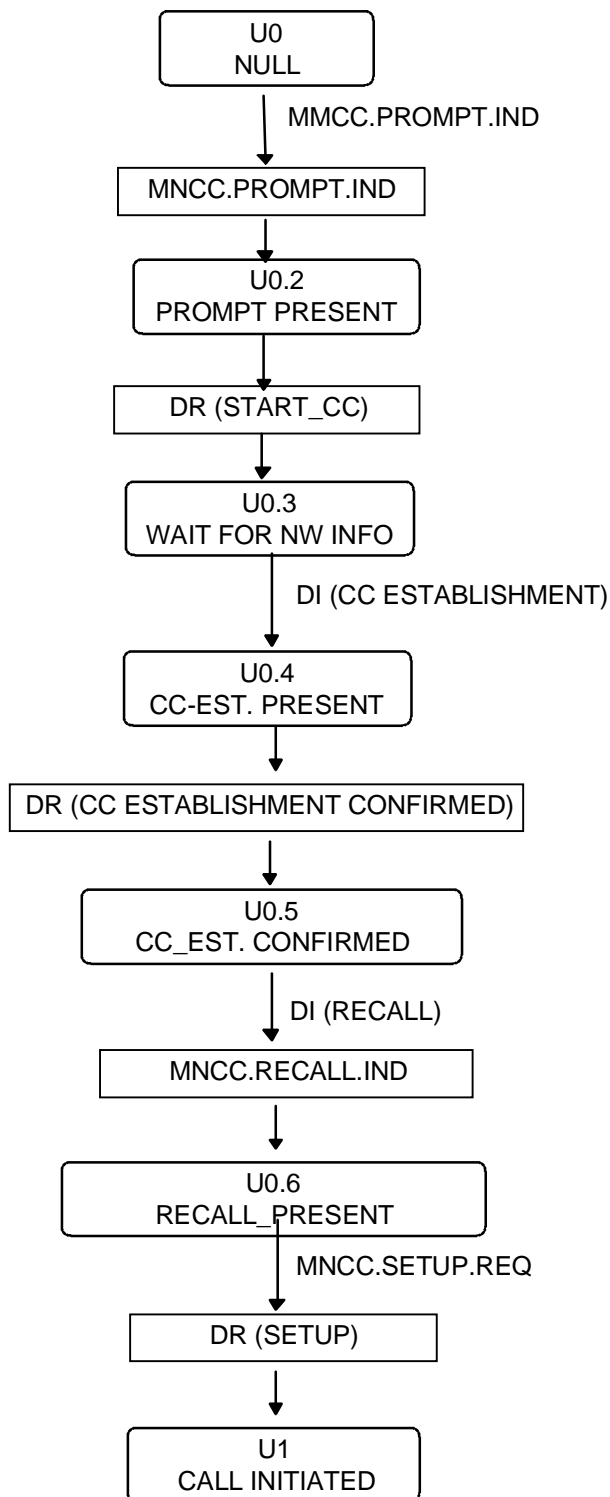 U0
NULL
MMCC.PROMPT.IND
MNCC.PROMPT.IND
U0.2
PROMPT PRESENT
DR (START_CC)
U0.3
WAIT FOR NW INFO
DI (CC ESTABLISHMENT)
U0.4
CC-EST. PRESENT
DR (CC ESTABLISHMENT CONFIRMED)
U0.5
CC_EST. CONFIRMED
DI (RECALL)
MNCC.RECALL.IND
U0.6
RECALL_PRESENT
MNCC.SETUP.REQ
DR (SETUP)
U1
CALL INITIATED